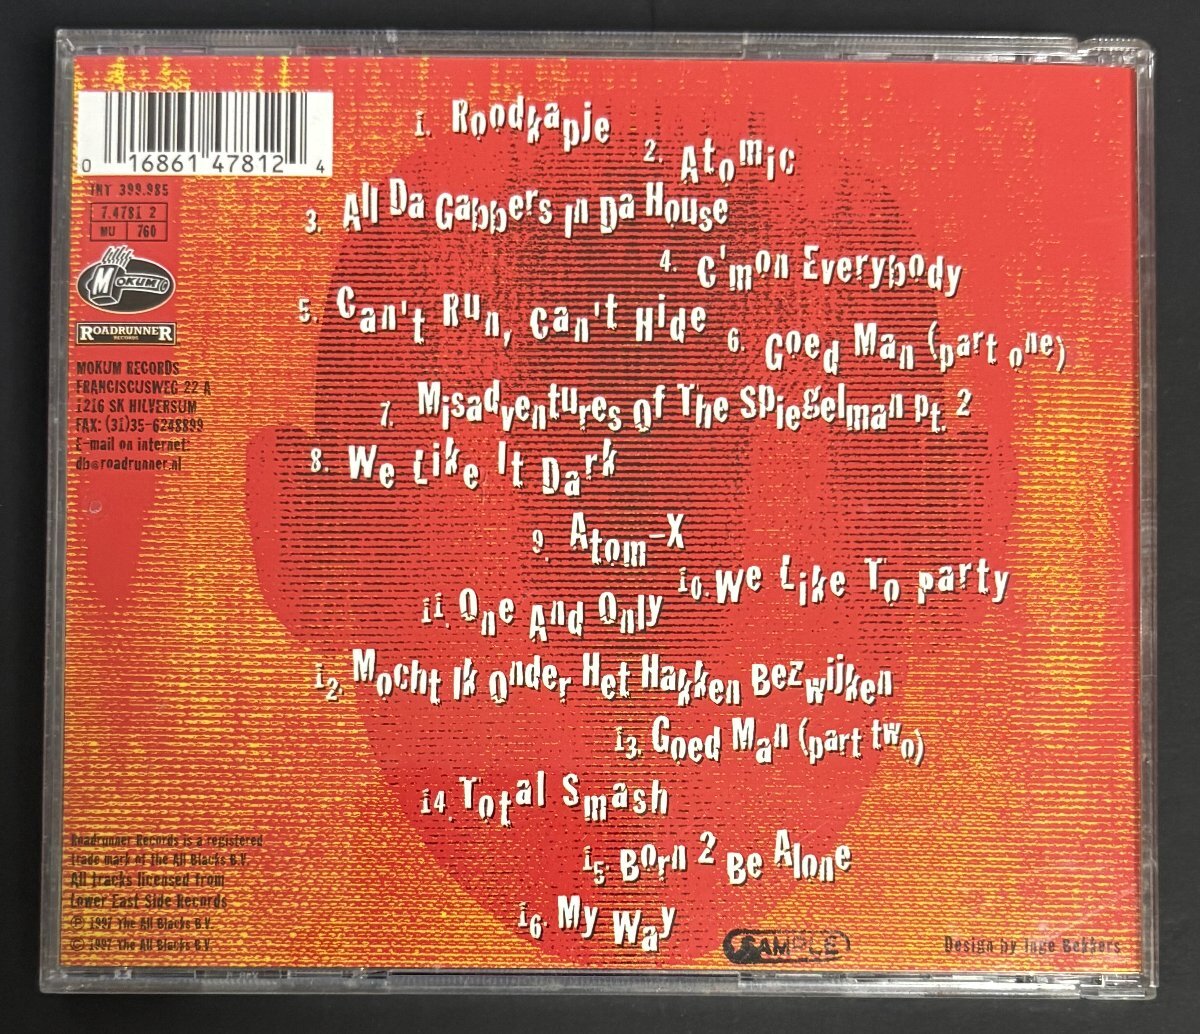 0 16861 47812 4
INT 399.985
7.4781 2
MU 760
MOKUM
ROADRUNNER
RECORDS
MOKUM RECORDS
FRANCISCUSWEG 22 A
1216 SK HILVERSUM
FAX: (31)35-6248899
E-mail on internet:
db@roadrunner.nl
1. Roodkapje
2. Atomic
3. All Da Gabbers In Da House
4. C'mon Everybody
5. Can't Run, Can't Hide
6. Goed Man (part one)
7. Misadventures Of The Spiegelman pt. 2
8. We Like It Dark
9. Atom-X
10. We Like To Party
11. One And Only
12. Mocht Ik Onder Het Hakken Bezwijken
13. Goed Man (part two)
14. Total Smash
15. Born 2 Be Alone
16. My Way
Roadrunner Records is a registered
trade mark of the All Blacks B.V.
All tracks licensed from
Lower East Side Records
℗ 1997 The All Blacks B.V.
© 1997 The All Blacks B.V.
SAMPLE
Design by Ingo Bekkers